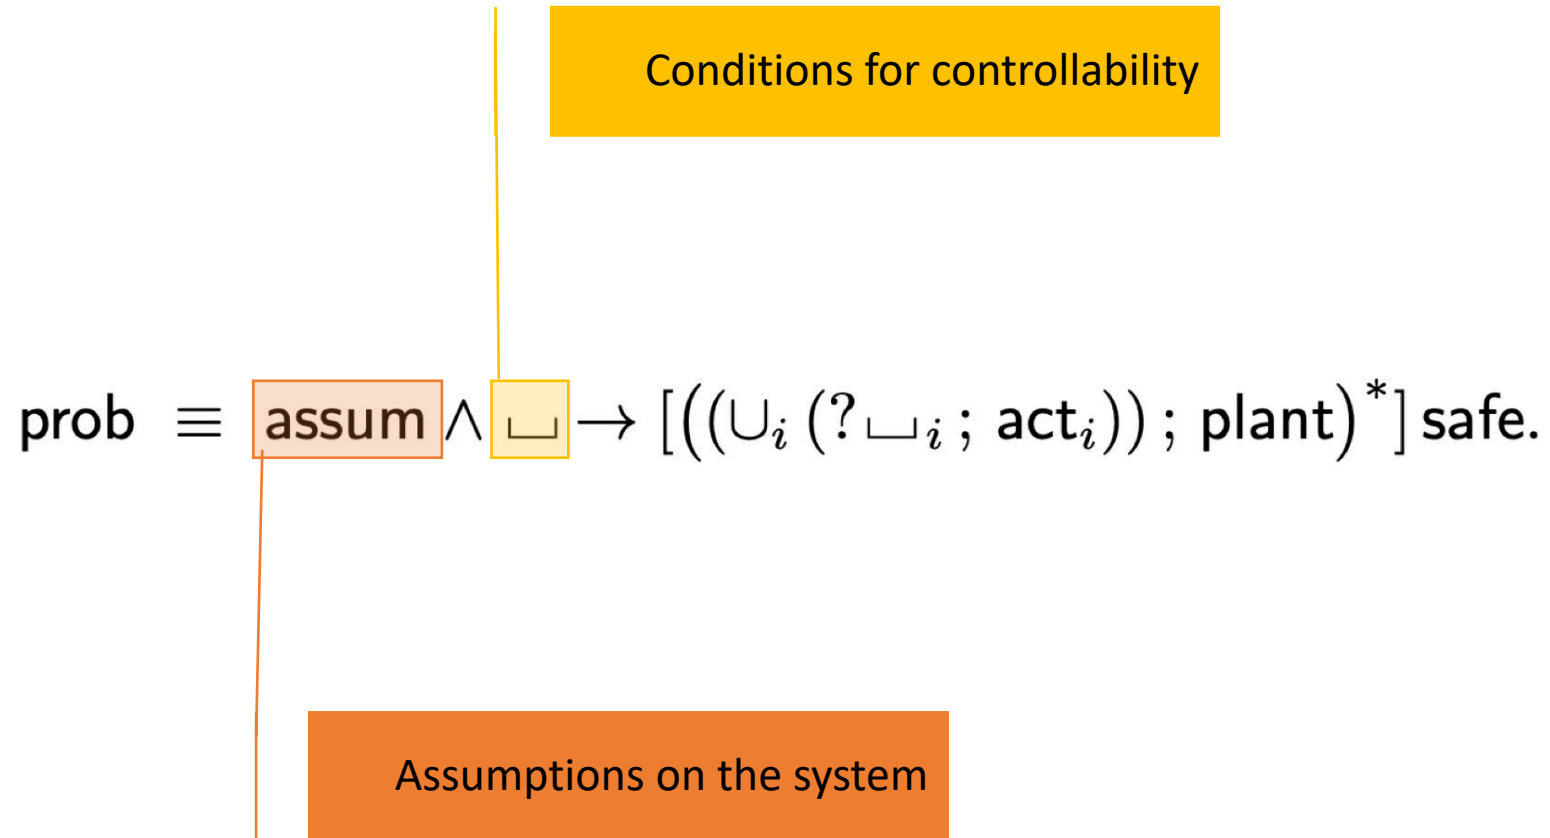 Conditions for controllability
prob ≡ assum ∧ ⎵ → [((∪ᵢ (?⎵ᵢ ; actᵢ)) ; plant)*] safe.
Assumptions on the system